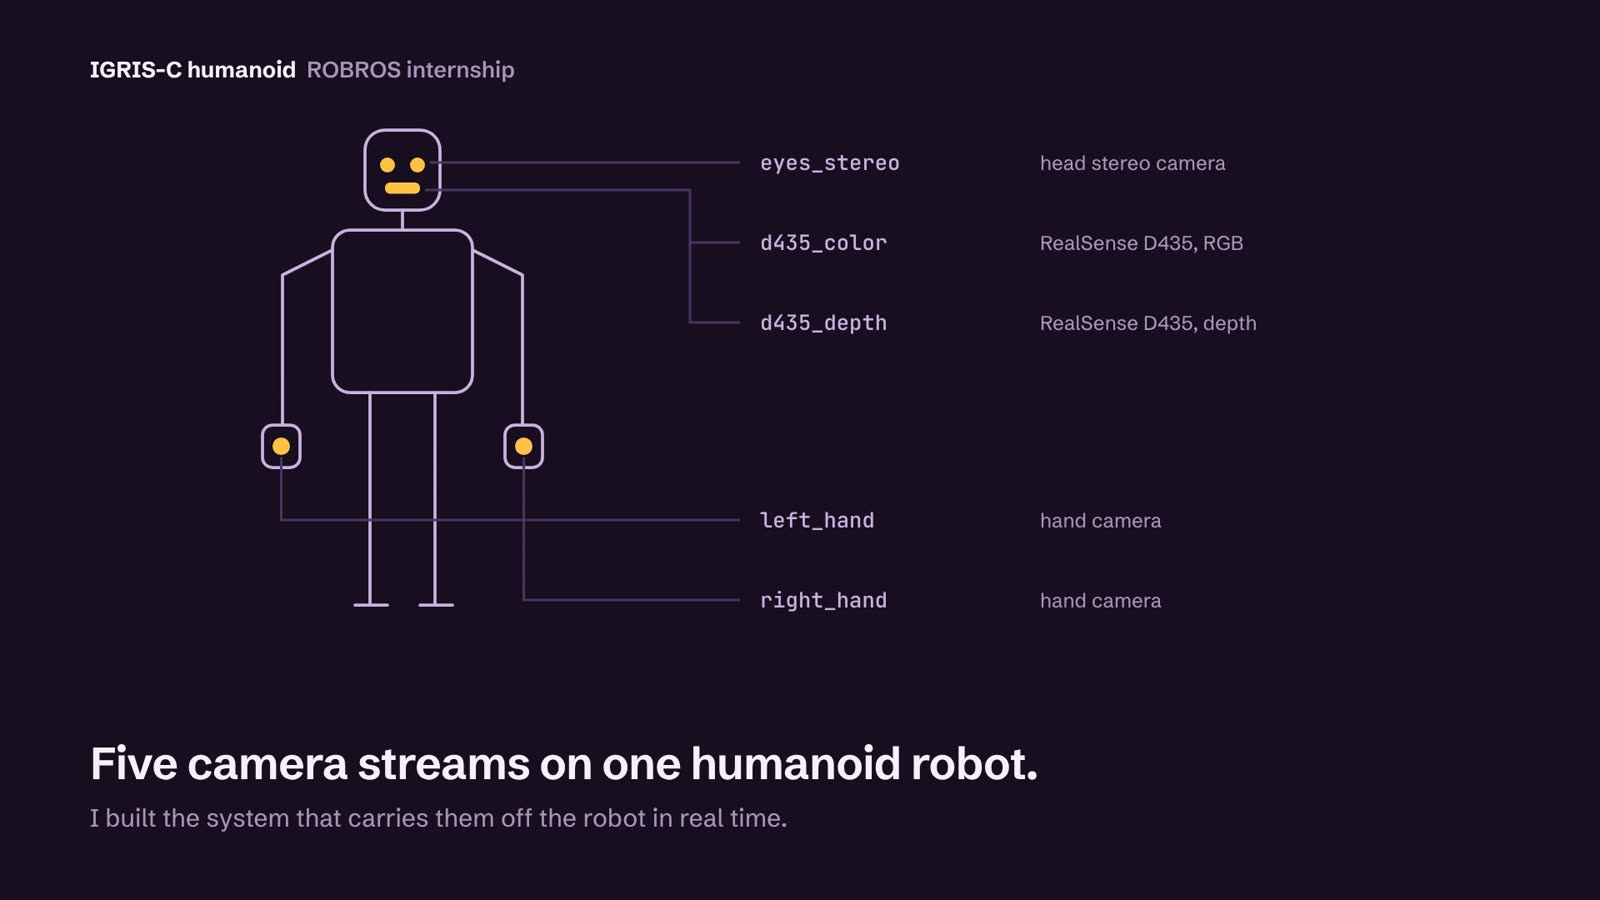 IGRIS-C humanoid ROBROS internship
eyes_stereo head stereo camera
d435_color RealSense D435, RGB
d435_depth RealSense D435, depth
left_hand hand camera
right_hand hand camera
Five camera streams on one humanoid robot.
I built the system that carries them off the robot in real time.